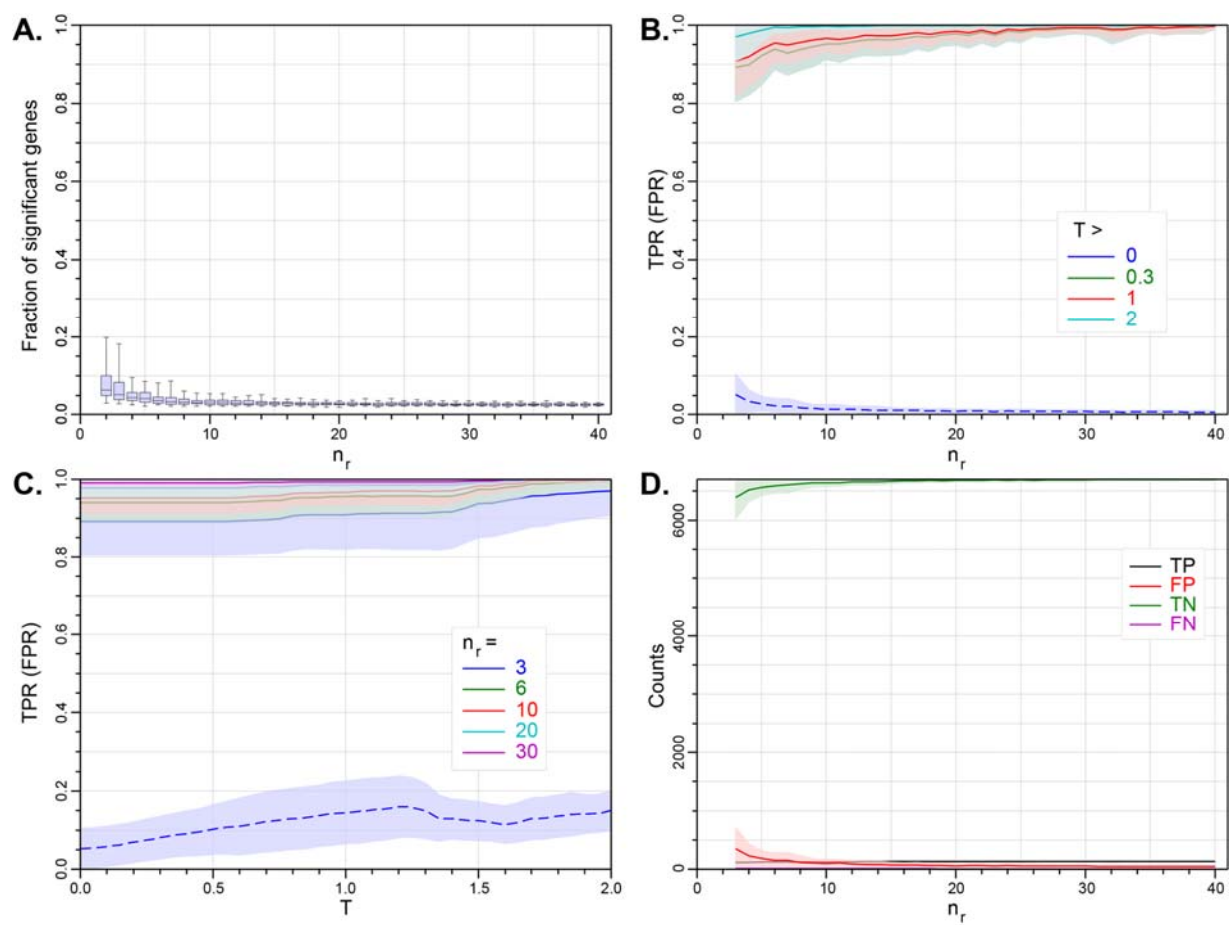 A.
Fraction of significant genes
0.0 0.2 0.4 0.6 0.8 1.0
0 10 20 30 40
n_r
B.
TPR (FPR)
0.0 0.2 0.4 0.6 0.8 1.0
0 10 20 30 40
n_r
T >
0
0.3
1
2
C.
TPR (FPR)
0.0 0.2 0.4 0.6 0.8 1.0
0.0 0.5 1.0 1.5 2.0
T
n_r =
3
6
10
20
30
D.
Counts
0 2000 4000 6000
0 10 20 30 40
n_r
TP
FP
TN
FN